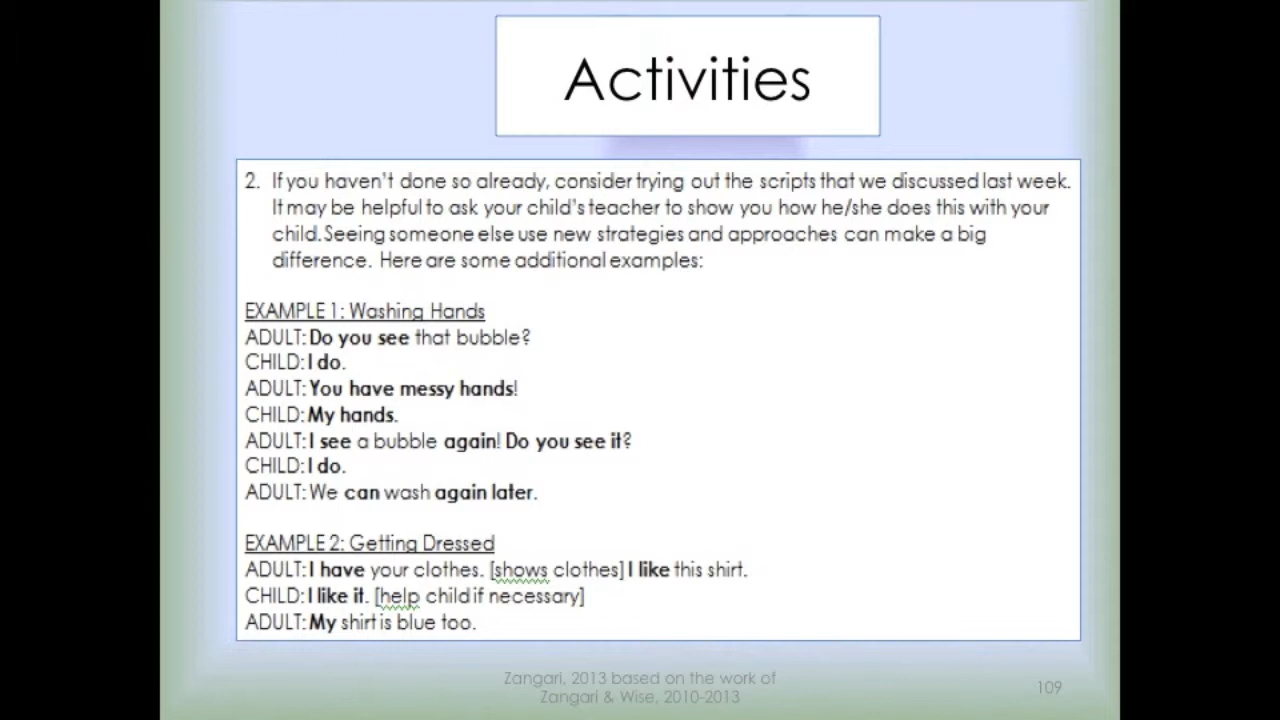 Activities
2. If you haven't done so already, consider trying out the scripts that we discussed last week.
It may be helpful to ask your child's teacher to show you how he/she does this with your
child. Seeing someone else use new strategies and approaches can make a big
difference. Here are some additional examples:
EXAMPLE 1: Washing Hands
ADULT: Do you see that bubble?
CHILD: I do.
ADULT: You have messy hands!
CHILD: My hands.
ADULT: I see a bubble again! Do you see it?
CHILD: I do.
ADULT: We can wash again later.
EXAMPLE 2: Getting Dressed
ADULT: I have your clothes. [shows clothes] I like this shirt.
CHILD: I like it. [help child if necessary]
ADULT: My shirt is blue too.
Zangari, 2013 based on the work of
Zangari & Wise, 2010-2013
109